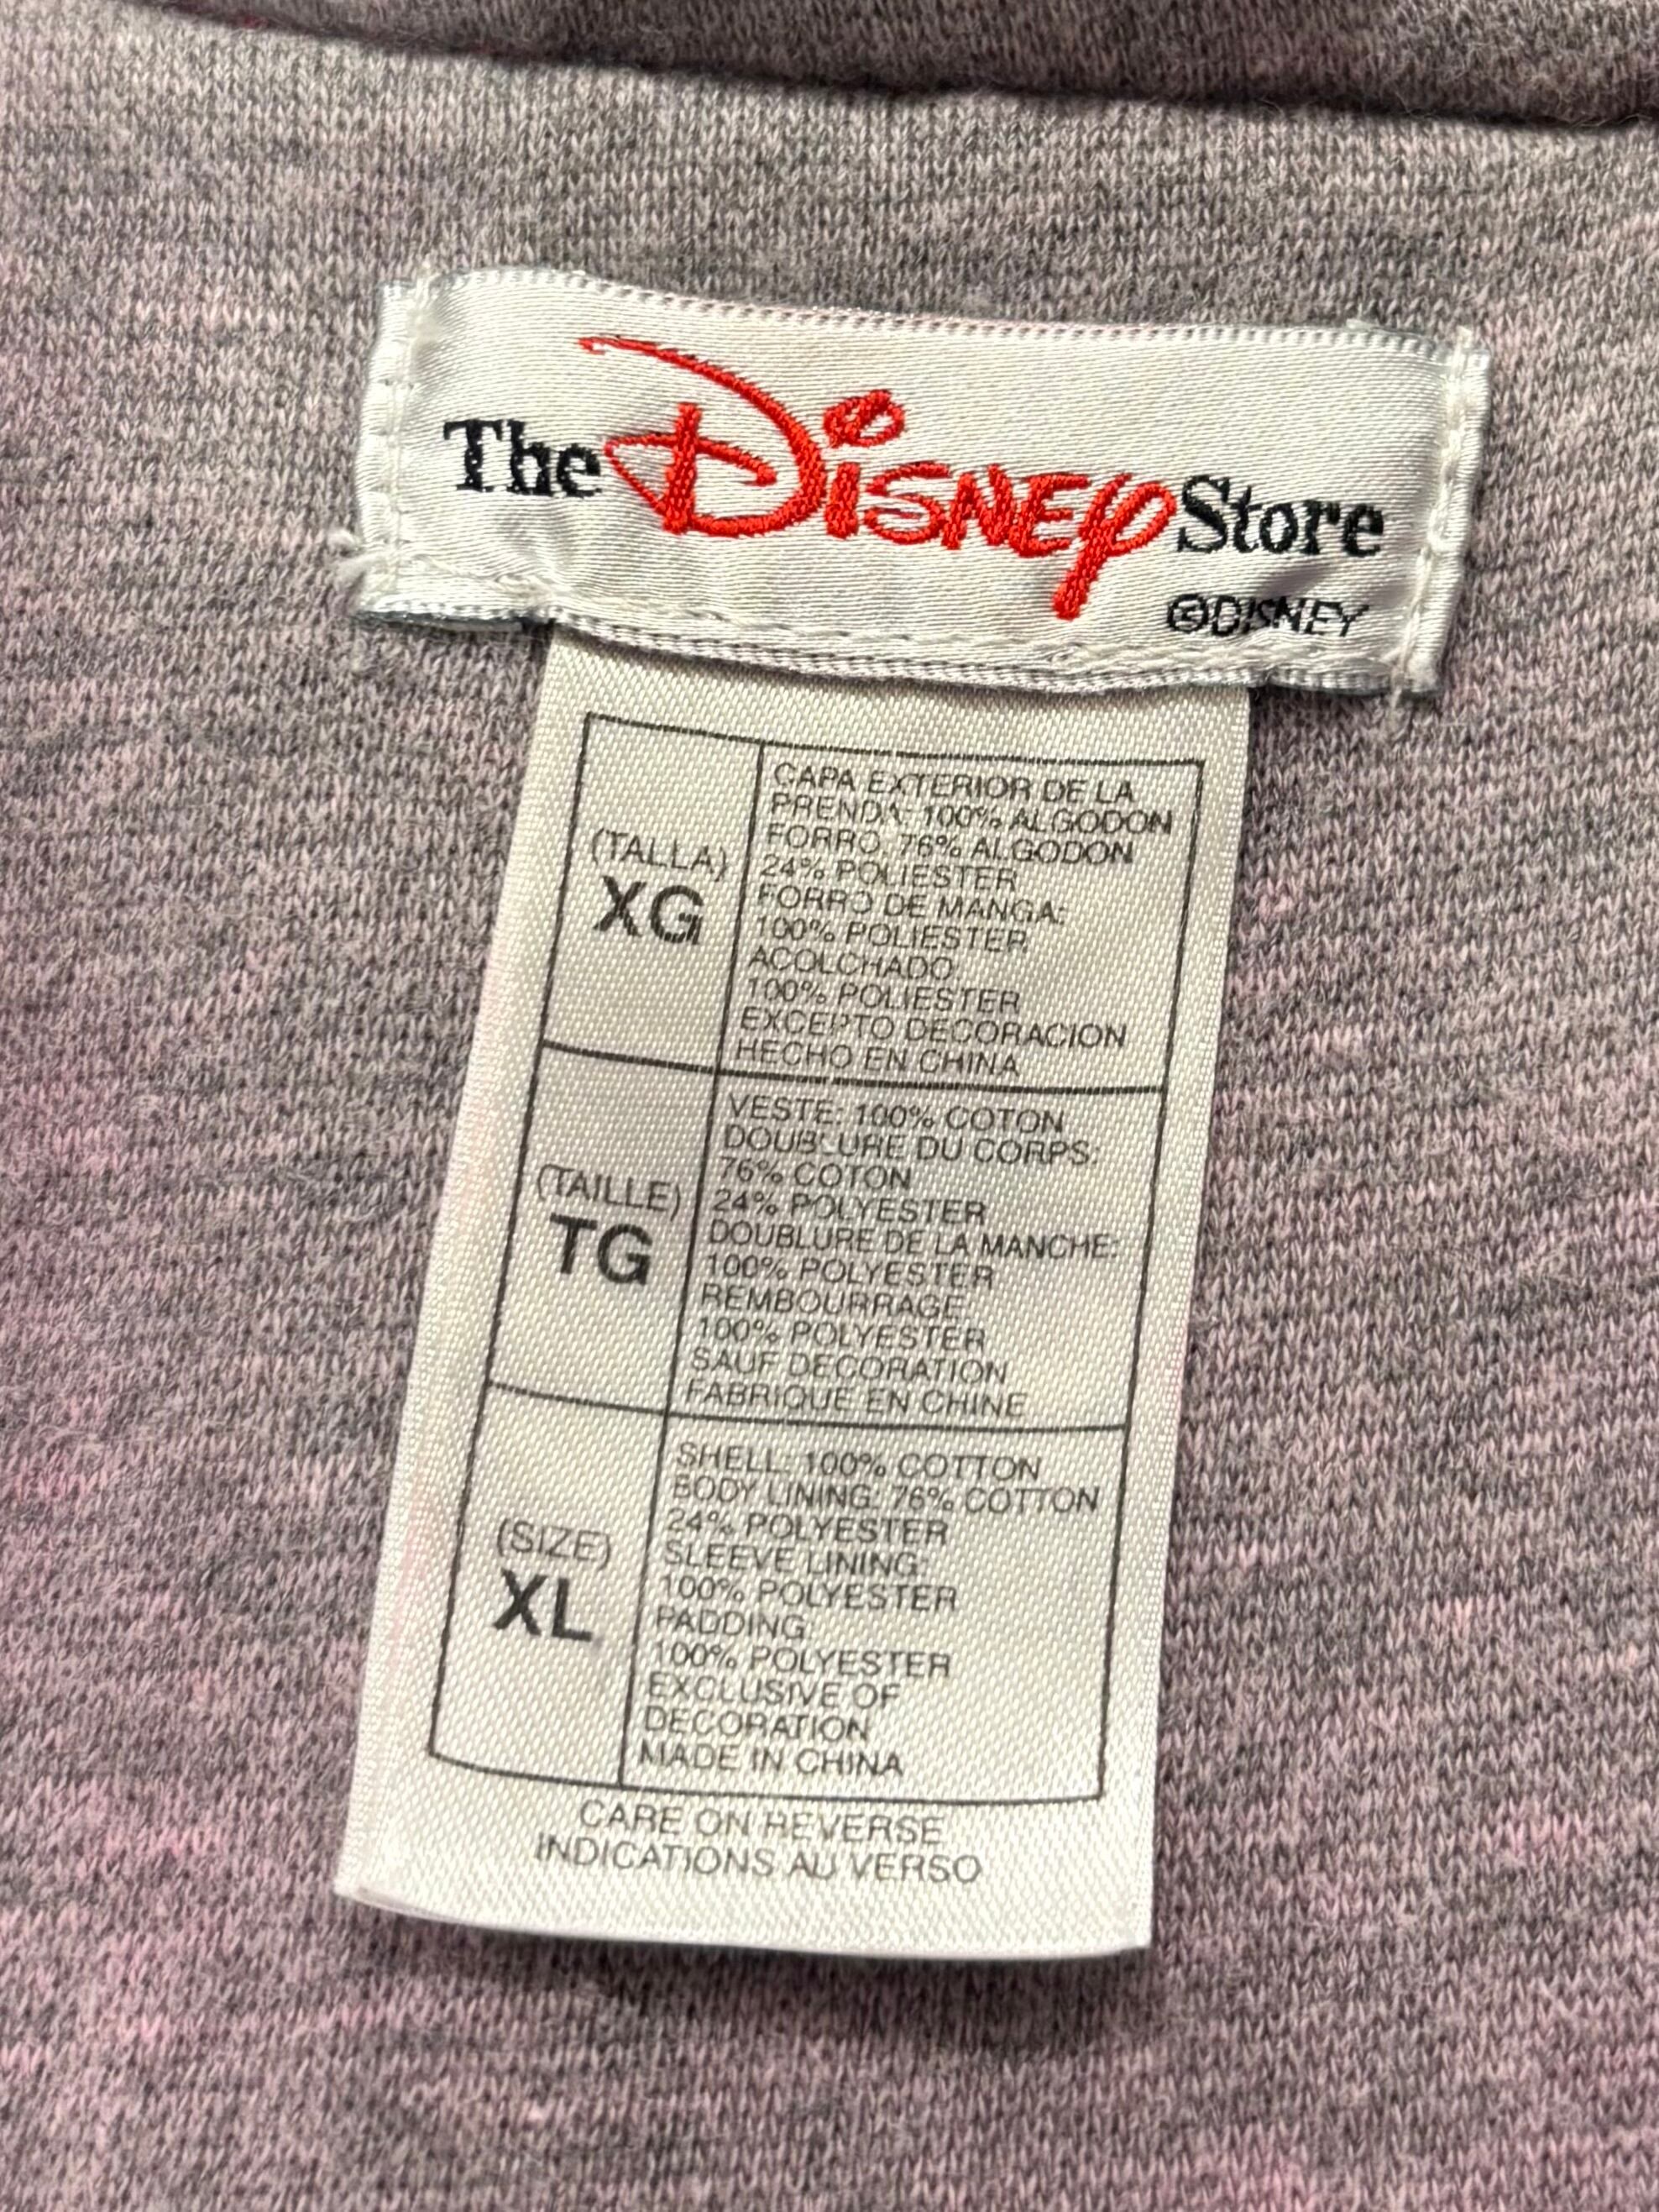 The Disney Store
©DISNEY
(TALLA)
XG
CAPA EXTERIOR DE LA
PRENDA: 100% ALGODON
FORRO: 76% ALGODON
24% POLIESTER
FORRO DE MANGA:
100% POLIESTER
ACOLCHADO:
100% POLIESTER
EXCEPTO DECORACION
HECHO EN CHINA
(TAILLE)
TG
VESTE: 100% COTON
DOUBLURE DU CORPS:
76% COTON
24% POLYESTER
DOUBLURE DE LA MANCHE:
100% POLYESTER
REMBOURRAGE:
100% POLYESTER
SAUF DECORATION
FABRIQUE EN CHINE
(SIZE)
XL
SHELL: 100% COTTON
BODY LINING: 76% COTTON
24% POLYESTER
SLEEVE LINING:
100% POLYESTER
PADDING:
100% POLYESTER
EXCLUSIVE OF
DECORATION
MADE IN CHINA
CARE ON REVERSE
INDICATIONS AU VERSO